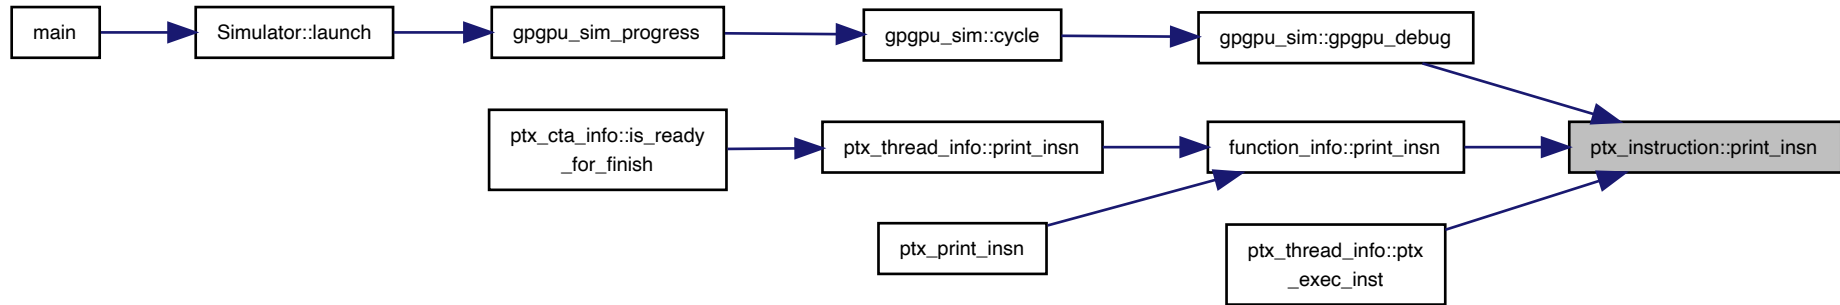 main
Simulator::launch
gpgpu_sim_progress
gpgpu_sim::cycle
gpgpu_sim::gpgpu_debug
ptx_cta_info::is_ready
_for_finish
ptx_thread_info::print_insn
function_info::print_insn
ptx_instruction::print_insn
ptx_print_insn
ptx_thread_info::ptx
_exec_inst